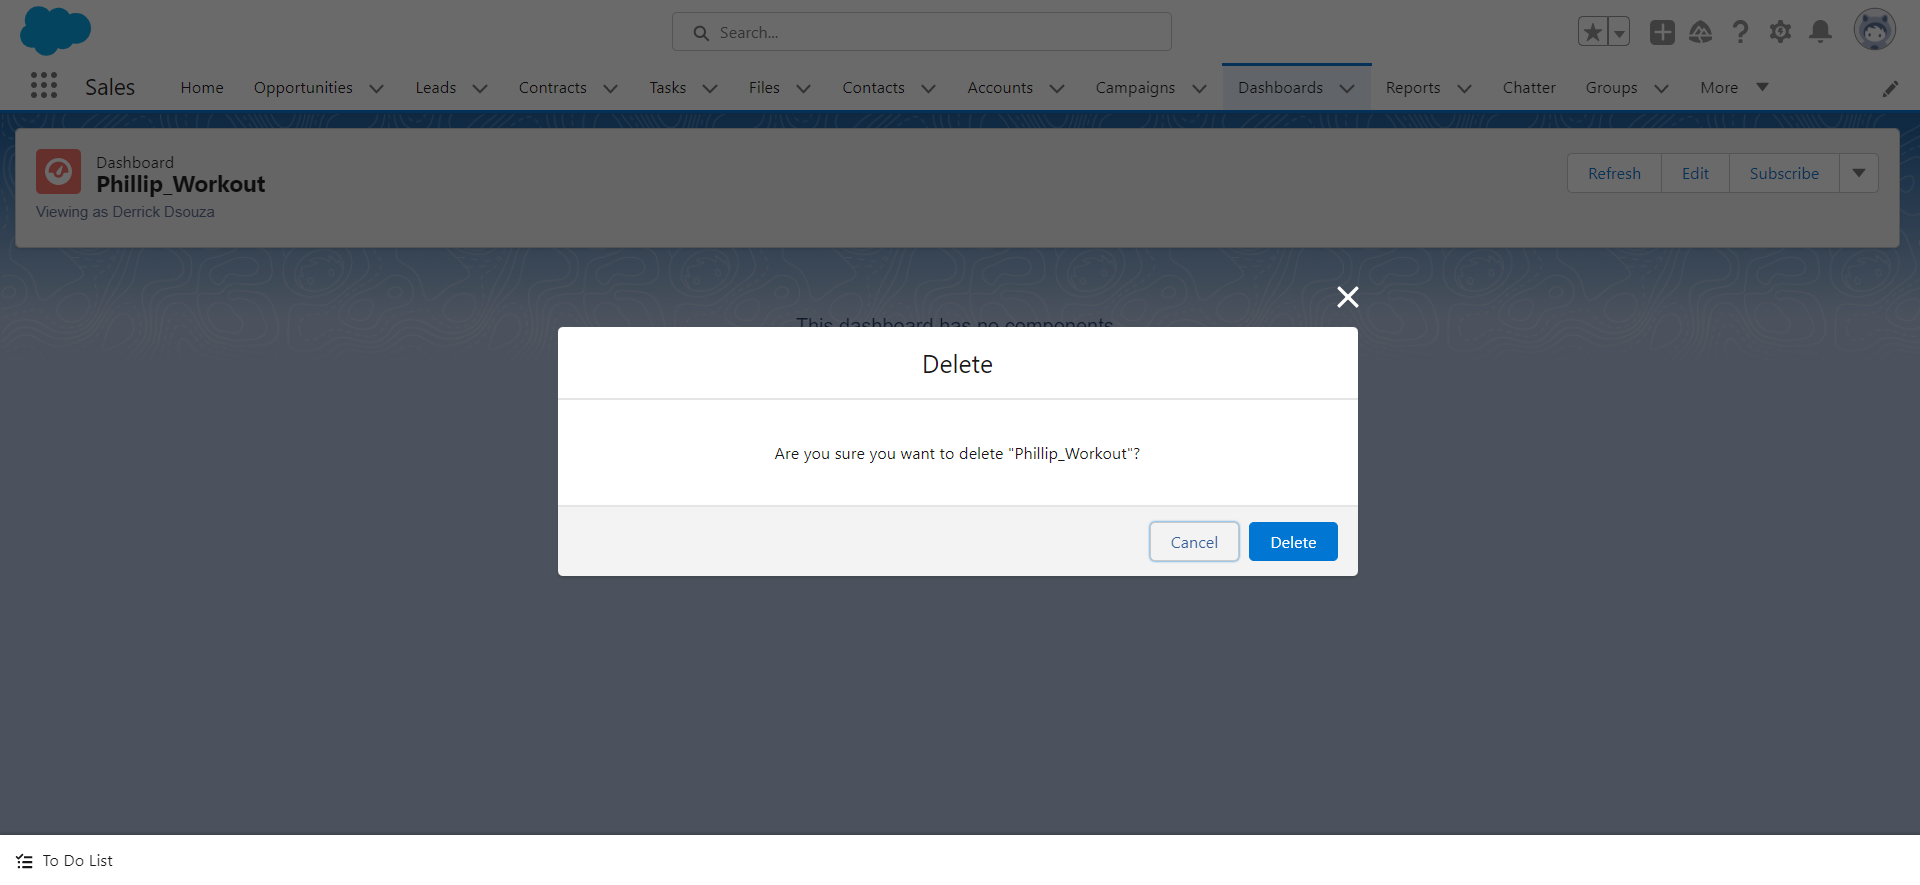 Search...
Sales
Home
Opportunities
Leads
Contracts
Tasks
Files
Contacts
Accounts
Campaigns
Dashboards
Reports
Chatter
Groups
More
Dashboard
Phillip_Workout
Viewing as Derrick Dsouza
Refresh
Edit
Subscribe
This dashboard has no components
Delete
Are you sure you want to delete "Phillip_Workout"?
Cancel
Delete
To Do List